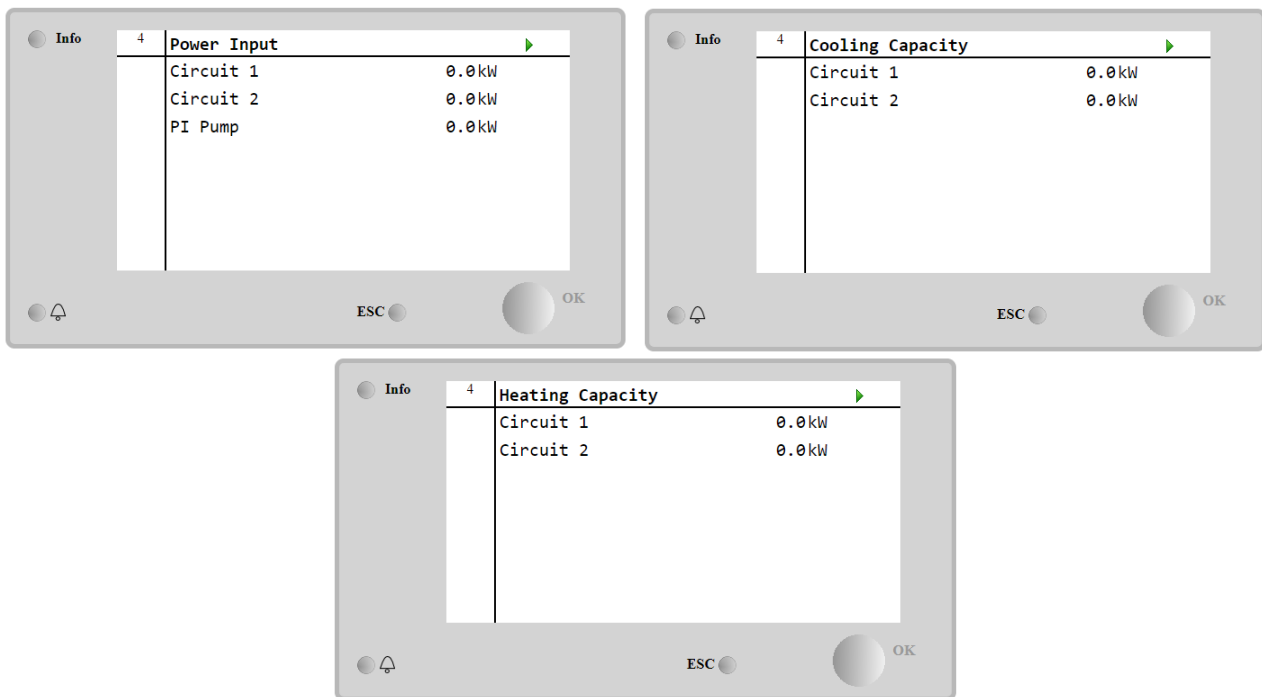 Info
4 Power Input
Circuit 1 0.0kW
Circuit 2 0.0kW
PI Pump 0.0kW
ESC
OK
Info
4 Cooling Capacity
Circuit 1 0.0kW
Circuit 2 0.0kW
ESC
OK
Info
4 Heating Capacity
Circuit 1 0.0kW
Circuit 2 0.0kW
ESC
OK